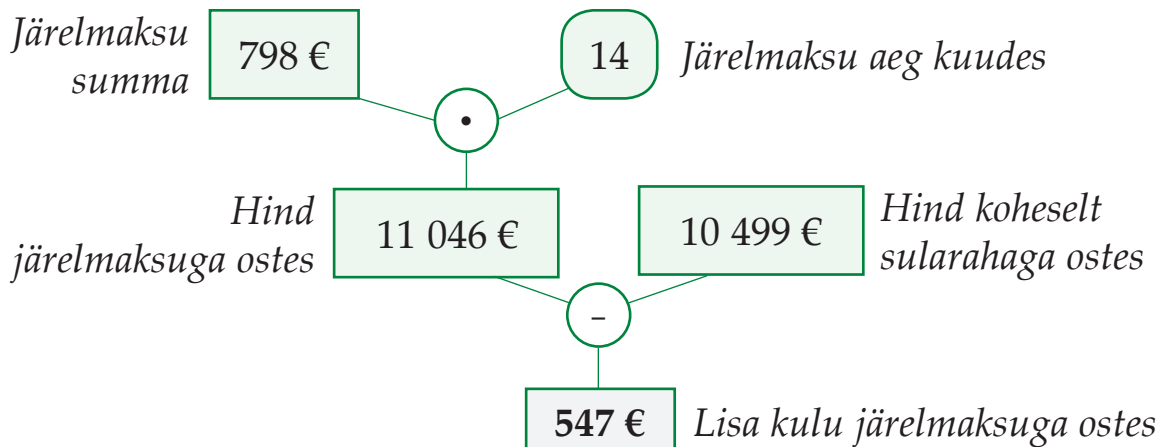 Järelmaksu
summa
798 €
14
Järelmaksu aeg kuudes
•
Hind
järelmaksuga ostes
11 046 €
10 499 €
Hind koheselt
sularahaga ostes
–
547 €
Lisa kulu järelmaksuga ostes